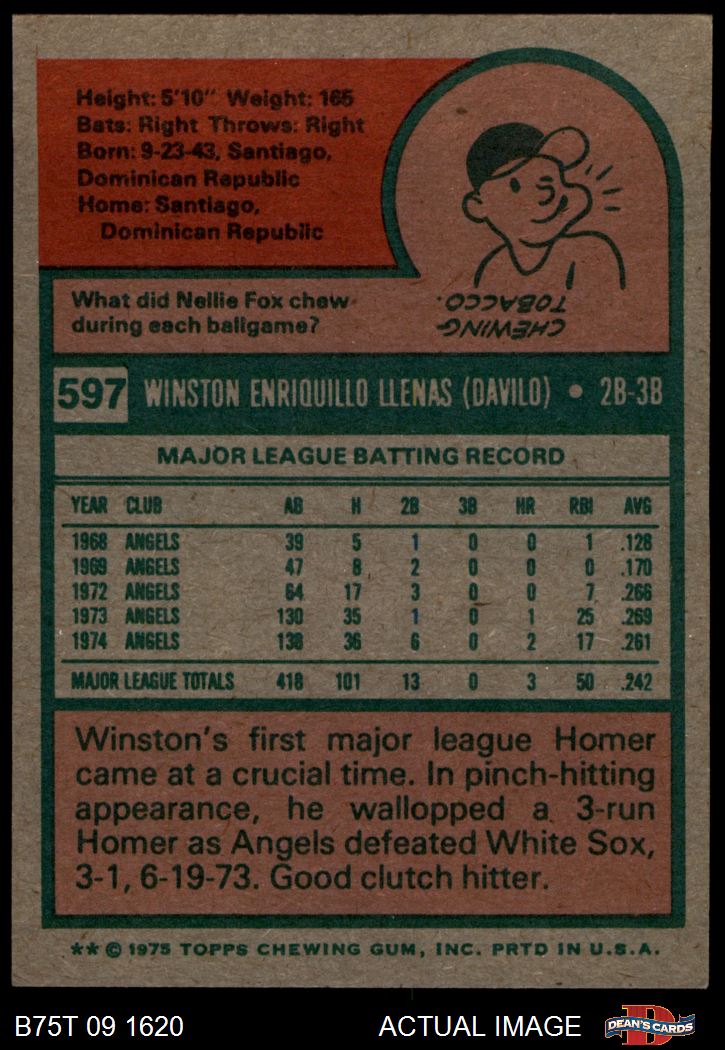 Height: 5'10" Weight: 165
Bats: Right Throws: Right
Born: 9-23-43, Santiago,
Dominican Republic
Home: Santiago,
Dominican Republic
What did Nellie Fox chew
during each ballgame?
CHEWING
TOBACCO.
597 WINSTON ENRIQUILLO LLENAS (DAVILO) • 2B-3B
MAJOR LEAGUE BATTING RECORD
YEAR CLUB AB H 2B 3B HR RBI AVG
1968 ANGELS 39 5 1 0 0 1 .128
1969 ANGELS 47 8 2 0 0 0 .170
1972 ANGELS 64 17 3 0 0 7 .266
1973 ANGELS 130 35 1 0 1 25 .269
1974 ANGELS 138 36 6 0 2 17 .261
MAJOR LEAGUE TOTALS 418 101 13 0 3 50 .242
Winston's first major league Homer
came at a crucial time. In pinch-hitting
appearance, he wallopped a 3-run
Homer as Angels defeated White Sox,
3-1, 6-19-73. Good clutch hitter.
** © 1975 TOPPS CHEWING GUM, INC. PRTD IN U.S.A.
B75T 09 1620 ACTUAL IMAGE
D
DEAN'S CARDS